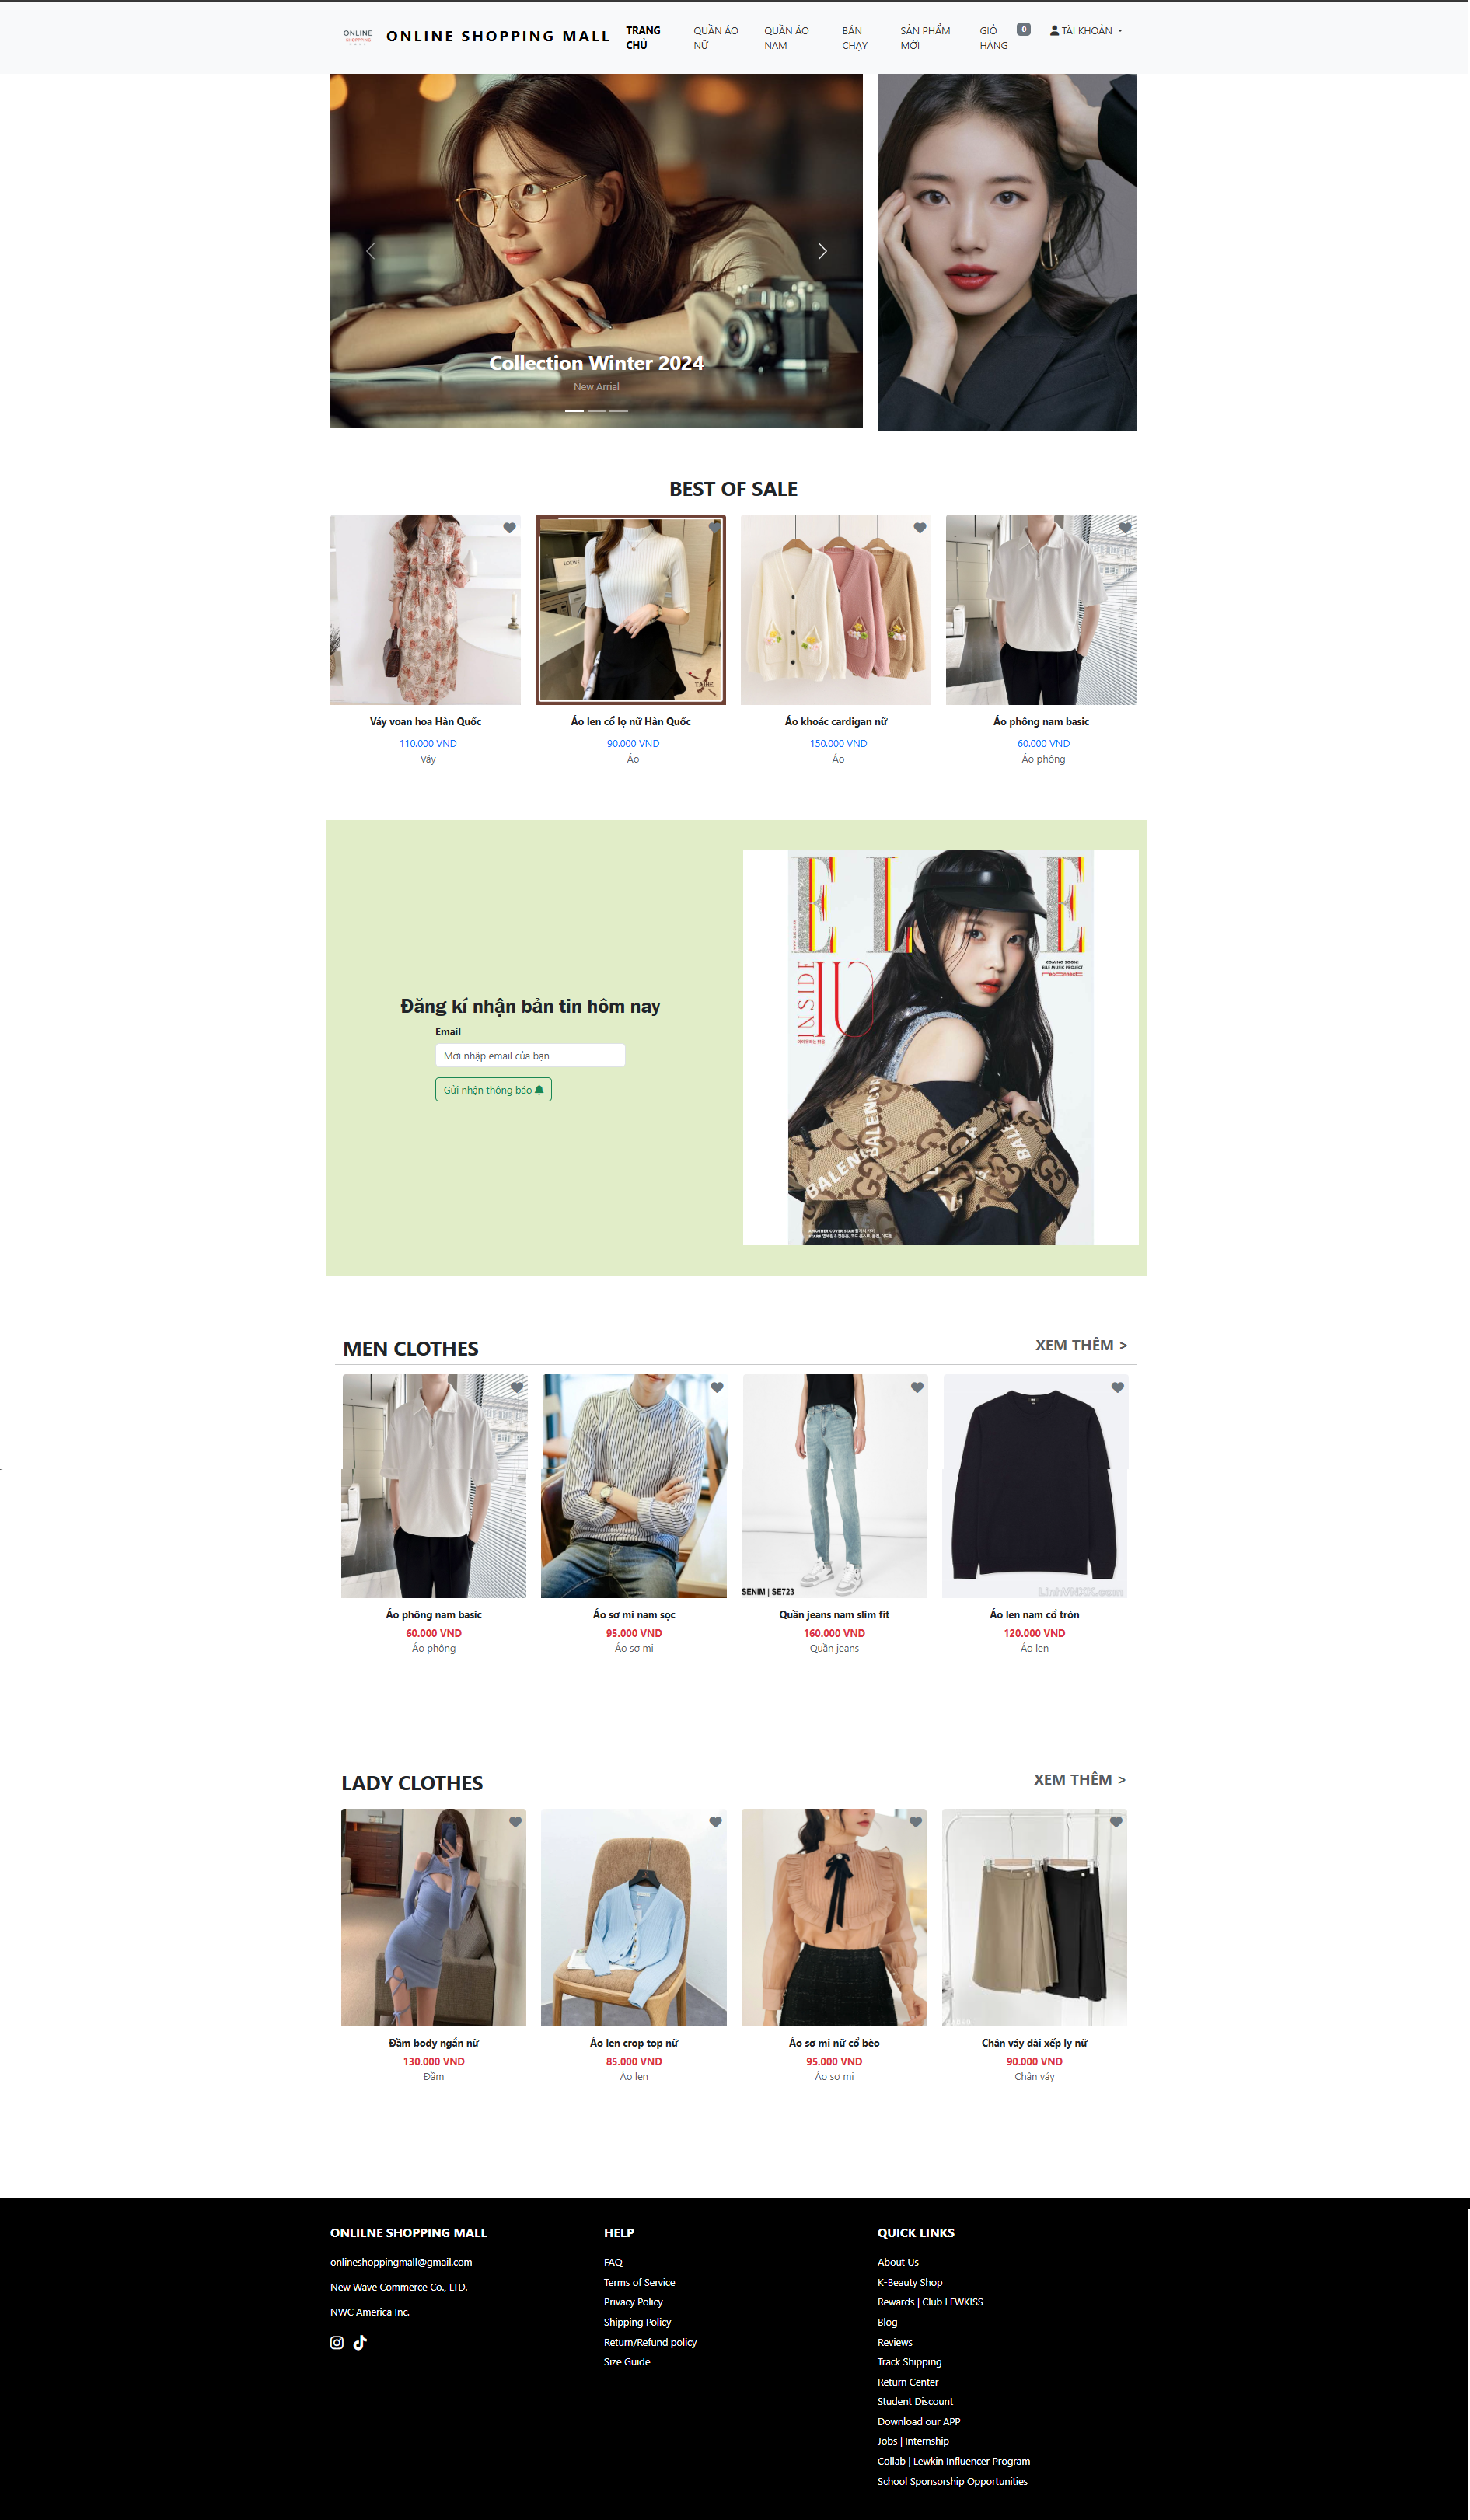 ONLINE
SHOPPING
MALL
ONLINE SHOPPING MALL
TRANG CHỦ
QUẦN ÁO NỮ
QUẦN ÁO NAM
BÁN CHẠY
SẢN PHẨM MỚI
GIỎ HÀNG
0
TÀI KHOẢN
Collection Winter 2024
New Arrial
BEST OF SALE
TAIHE
Váy voan hoa Hàn Quốc
110.000 VND
Váy
Áo len cổ lọ nữ Hàn Quốc
90.000 VND
Áo
Áo khoác cardigan nữ
150.000 VND
Áo
Áo phông nam basic
60.000 VND
Áo phông
Đăng kí nhận bản tin hôm nay
Email
Mời nhập email của bạn
Gửi nhận thông báo
ELLE
INSIDE
IU
COMING SOON!
BALENCIA
BALENC
BAL
MEN CLOTHES
XEM THÊM >
SENIM | SE723
Áo phông nam basic
60.000 VND
Áo phông
Áo sơ mi nam sọc
95.000 VND
Áo sơ mi
Quần jeans nam slim fit
160.000 VND
Quần jeans
Áo len nam cổ tròn
120.000 VND
Áo len
LADY CLOTHES
XEM THÊM >
Đầm body ngắn nữ
130.000 VND
Đầm
Áo len crop top nữ
85.000 VND
Áo len
Áo sơ mi nữ cổ bèo
95.000 VND
Áo sơ mi
Chân váy dài xếp ly nữ
90.000 VND
Chân váy
ONLILNE SHOPPING MALL
onlineshoppingmall@gmail.com
New Wave Commerce Co., LTD.
NWC America Inc.
HELP
FAQ
Terms of Service
Privacy Policy
Shipping Policy
Return/Refund policy
Size Guide
QUICK LINKS
About Us
K-Beauty Shop
Rewards | Club LEWKISS
Blog
Reviews
Track Shipping
Return Center
Student Discount
Download our APP
Jobs | Internship
Collab | Lewkin Influencer Program
School Sponsorship Opportunities